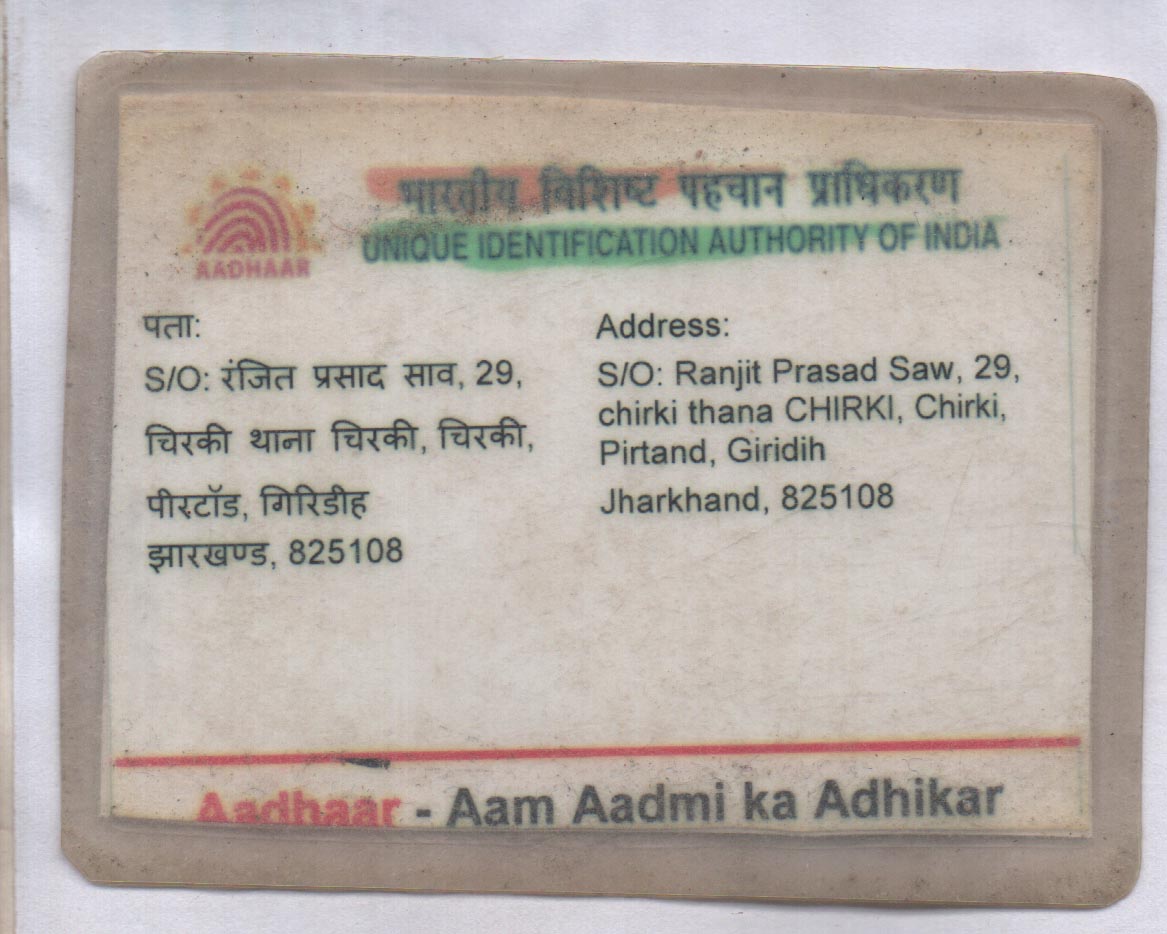 भारतीय विशिष्ट पहचान प्राधिकरण
UNIQUE IDENTIFICATION AUTHORITY OF INDIA
AADHAAR
पता:
S/O: रंजित प्रसाद साव, 29,
चिरकी थाना चिरकी, चिरकी,
पीरटॉड, गिरिडीह
झारखण्ड, 825108
Address:
S/O: Ranjit Prasad Saw, 29,
chirki thana CHIRKI, Chirki,
Pirtand, Giridih
Jharkhand, 825108
Aadhaar - Aam Aadmi ka Adhikar